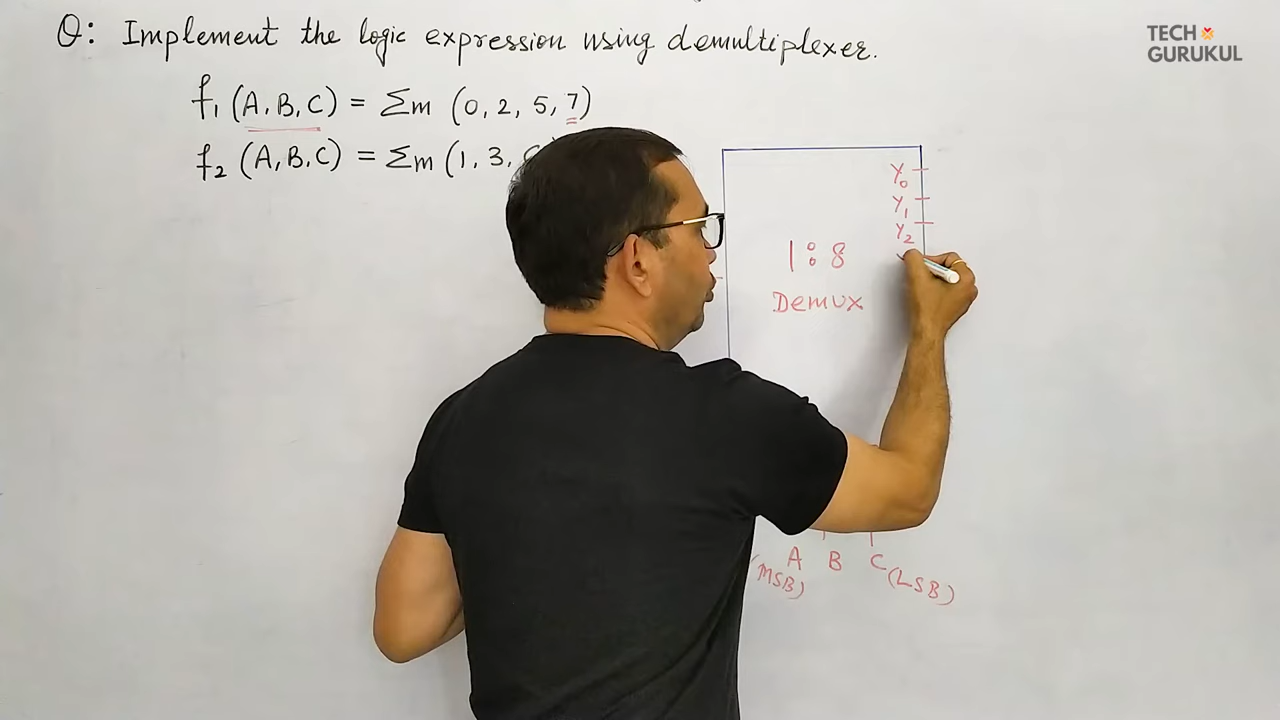 Q: Implement the logic expression using demultiplexer.
TECH
GURUKUL
f₁ (A, B, C) = Σm (0, 2, 5, 7)
f₂ (A, B, C) = Σm (1, 3,
Y₀
Y₁
Y₂
1:8
Demux
A B C
(MSB) (LSB)